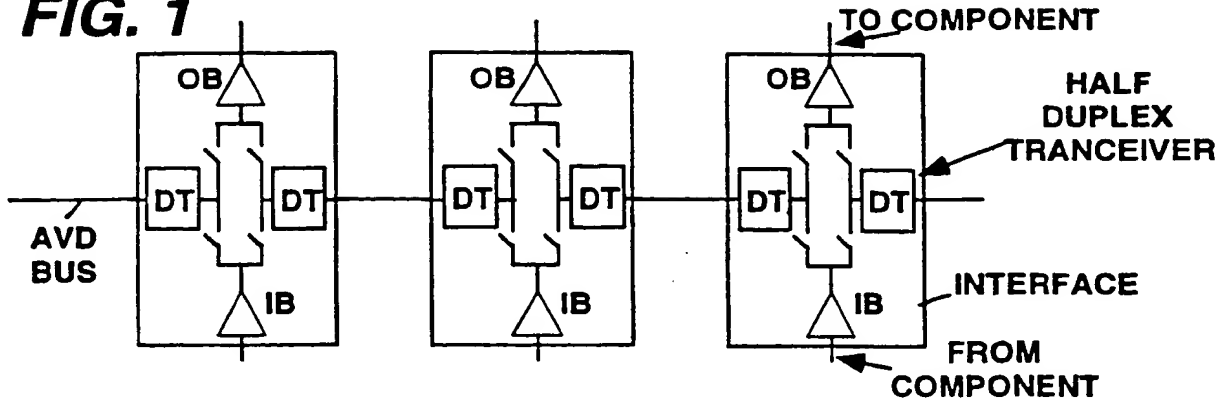 FIG. 1
TO COMPONENT
OB
OB
OB
HALF
DUPLEX
TRANCEIVER
DT
DT
DT
DT
DT
DT
AVD
BUS
IB
IB
IB
INTERFACE
FROM
COMPONENT